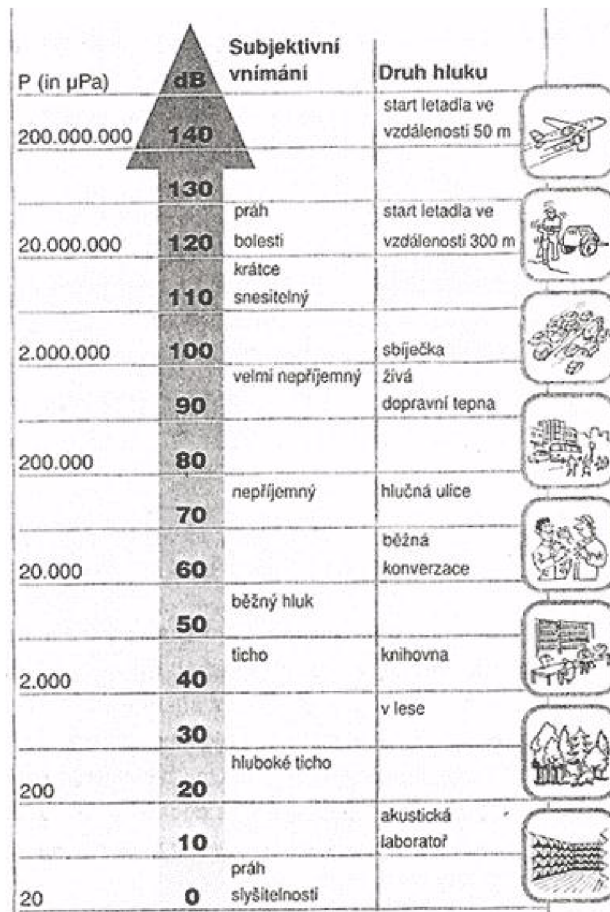 P (in µPa) dB Subjektivní vnímání Druh hluku
start letadla ve
200.000.000 140 vzdálenosti 50 m
130
práh start letadla ve
20.000.000 120 bolesti vzdálenosti 300 m
krátce
110 snesitelný
2.000.000 100 sbíječka
velmi nepříjemný živá
90 dopravní tepna
200.000 80
nepříjemný hlučná ulice
70
běžná
20.000 60 konverzace
běžný hluk
50
ticho knihovna
2.000 40
v lese
30
hluboké ticho
200 20
akustická
10 laboratoř
práh
20 0 slyšitelnosti